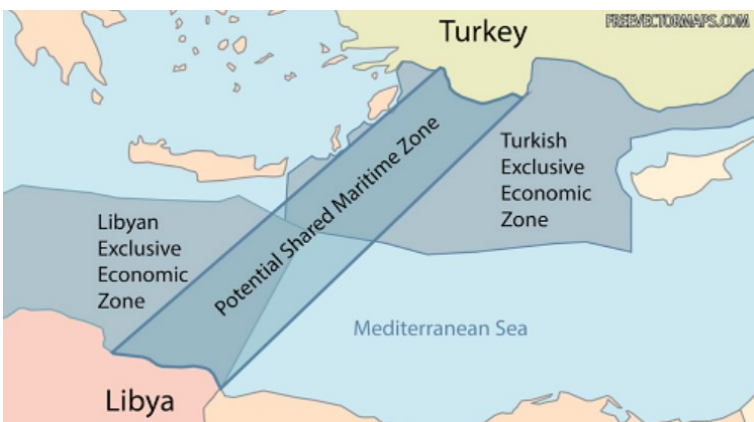 FREEVECTORMAPS.COM
Turkey
Potential Shared Maritime Zone
Turkish
Exclusive
Economic
Zone
Libyan
Exclusive
Economic
Zone
Mediterranean Sea
Libya